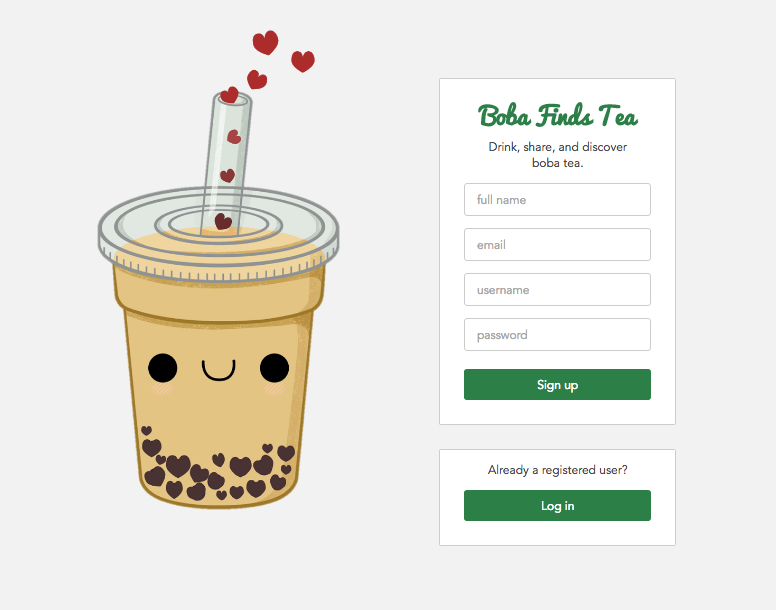 Boba Finds Tea
Drink, share, and discover
boba tea.
full name
email
username
password
Sign up
Already a registered user?
Log in